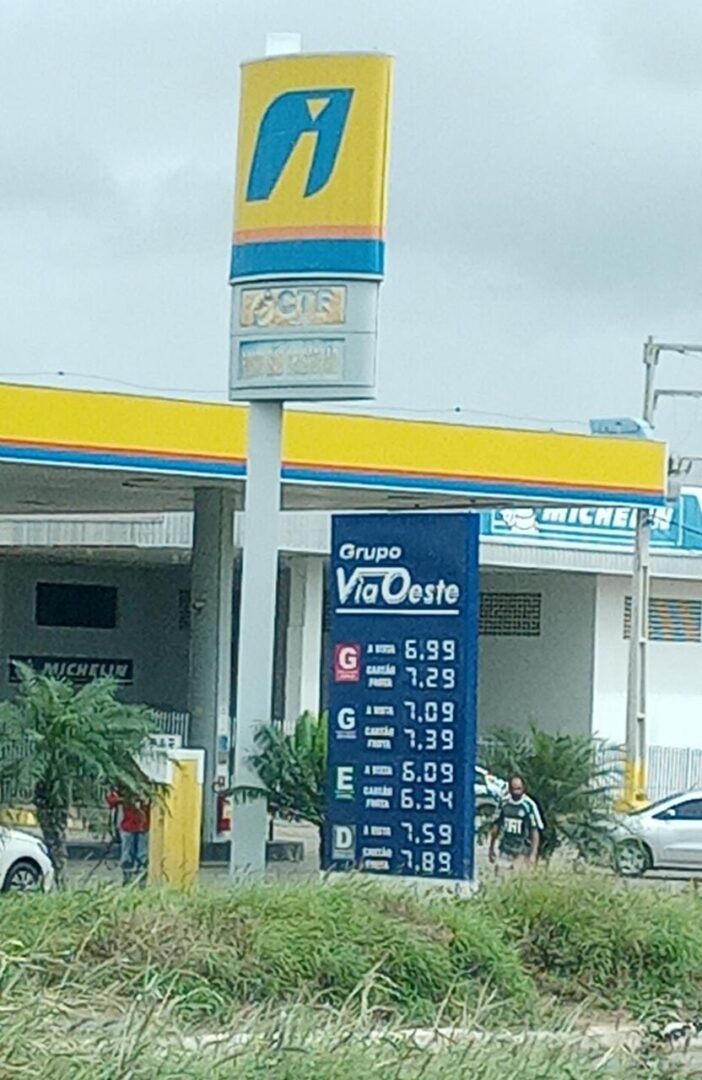 MICHELIN
MICHELIN
Grupo
ViaOeste
G A VISTA 6.99
CARTÃO FROTA 7.29
G A VISTA 7.09
CARTÃO FROTA 7.39
E A VISTA 6.09
CARTÃO FROTA 6.34
D A VISTA 7.59
CARTÃO FROTA 7.89
FIAT